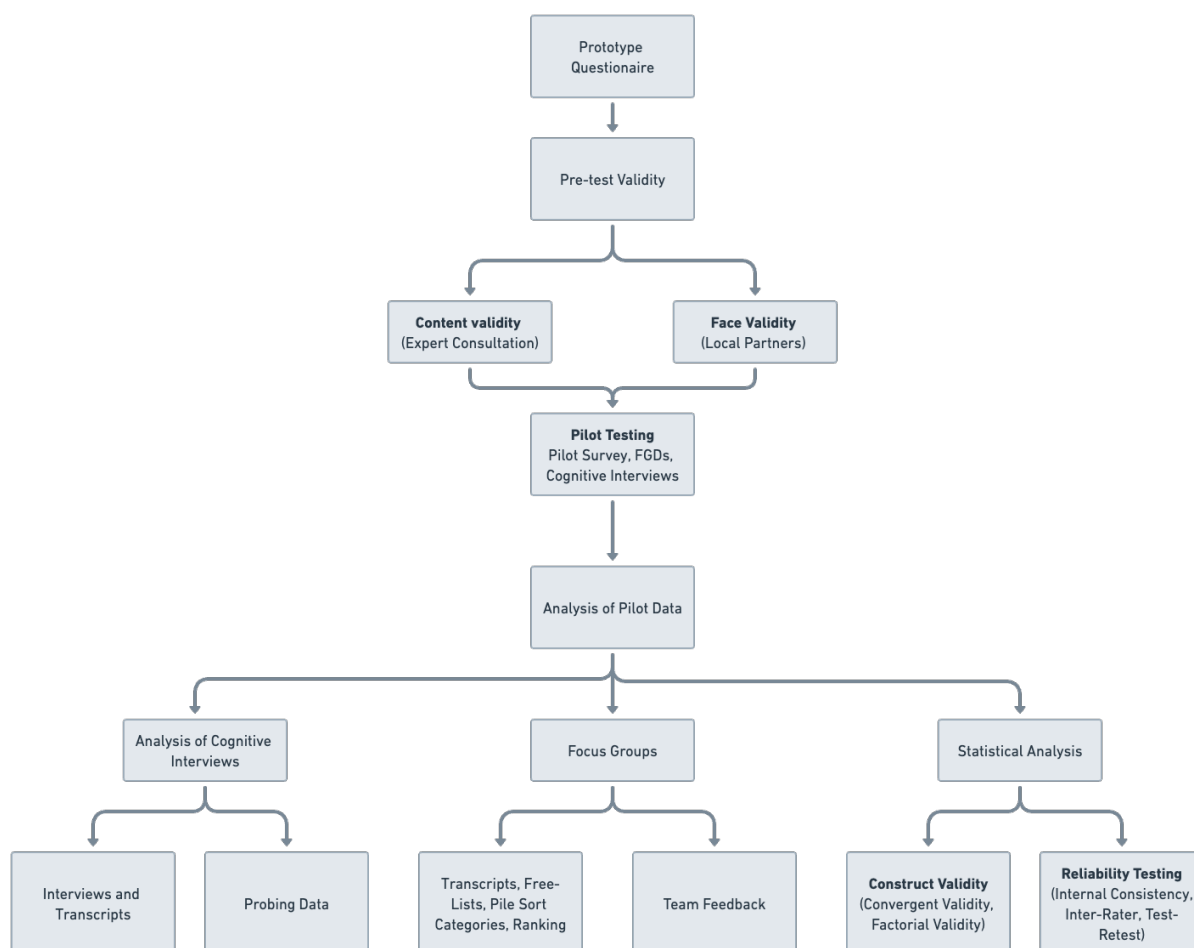 Prototype
Questionaire
Pre-test Validity
Content validity
(Expert Consultation)
Face Validity
(Local Partners)
Pilot Testing
Pilot Survey, FGDs,
Cognitive Interviews
Analysis of Pilot Data
Analysis of Cognitive
Interviews
Focus Groups
Statistical Analysis
Interviews and
Transcripts
Probing Data
Transcripts, Free-
Lists, Pile Sort
Categories, Ranking
Team Feedback
Construct Validity
(Convergent Validity,
Factorial Validity)
Reliability Testing
(Internal Consistency,
Inter-Rater, Test-
Retest)